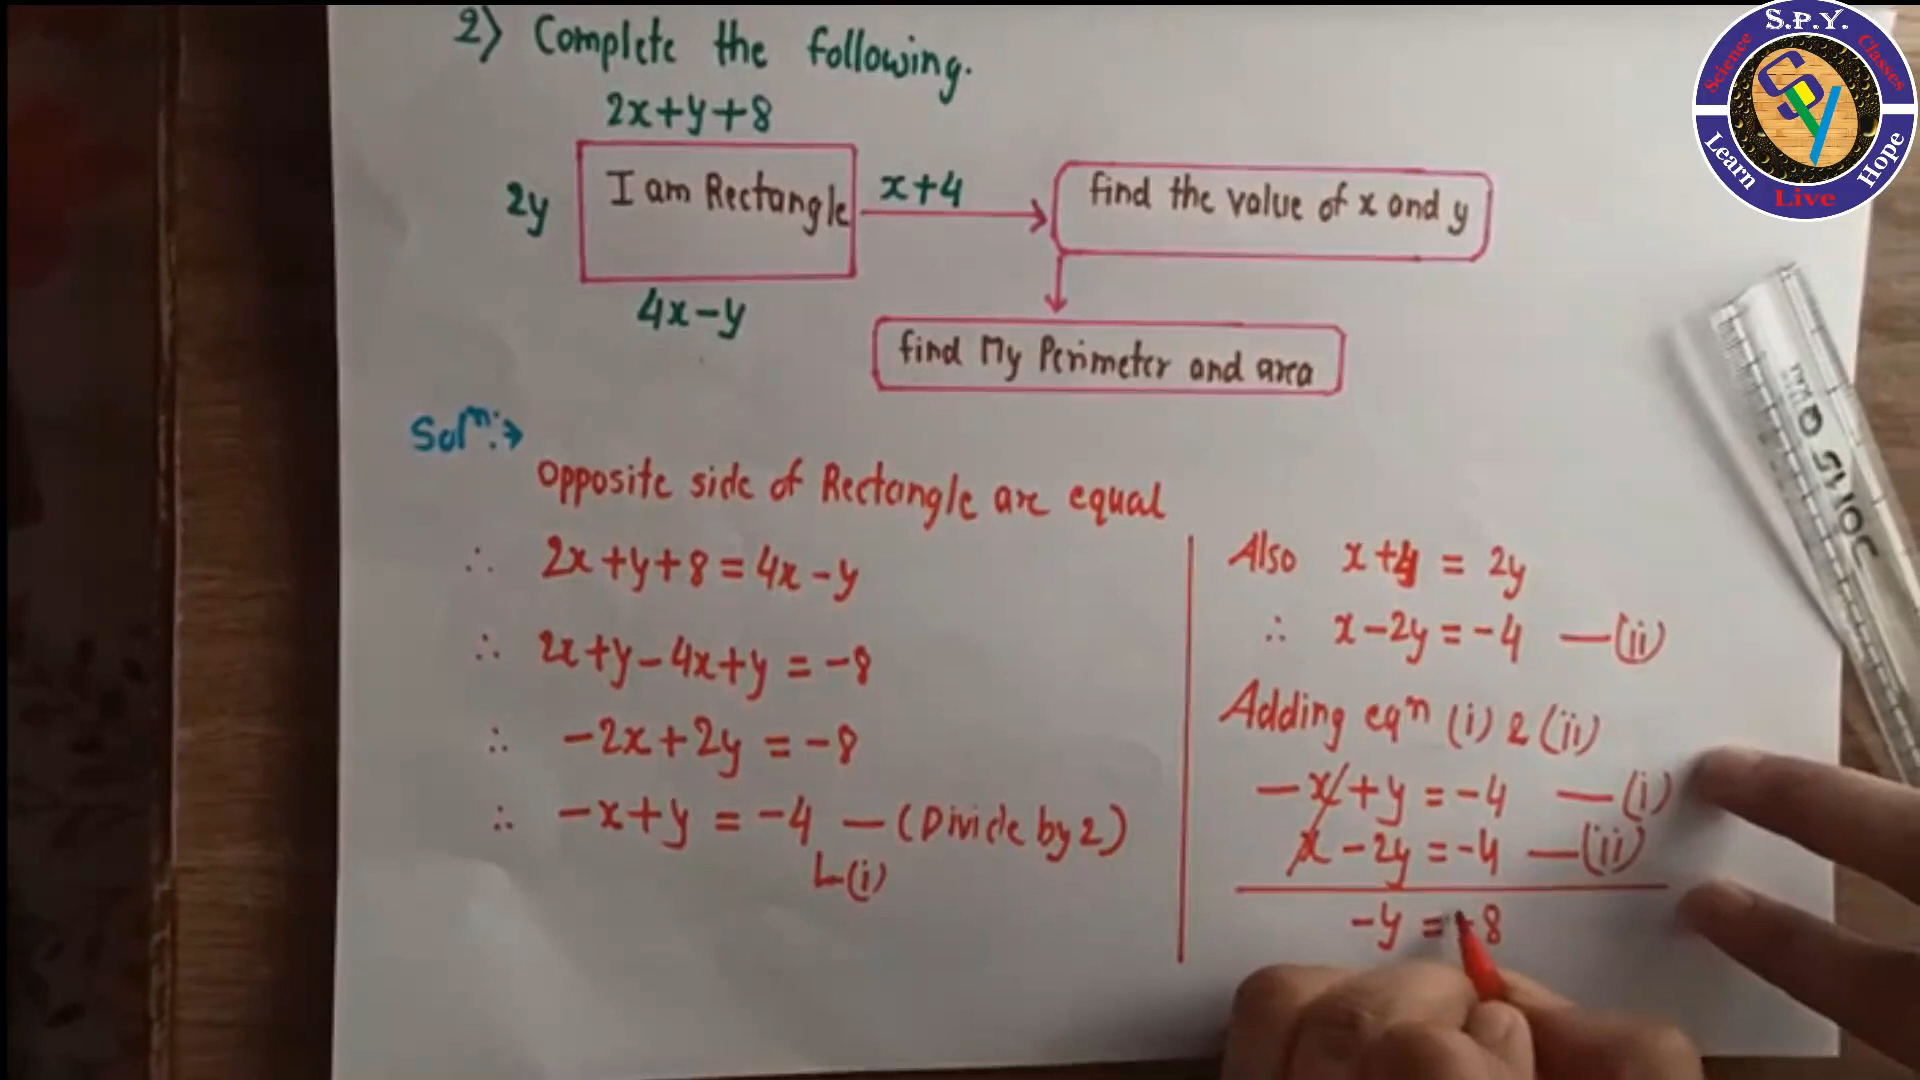 2) Complete the following.
2x+y+8
2y
I am Rectangle
x+4
find the value of x and y
4x-y
find My Perimeter and area
Solⁿ:→
Opposite side of Rectangle are equal
∴ 2x+y+8=4x-y
∴ 2x+y-4x+y=-8
∴ -2x+2y=-8
∴ -x+y=-4 —(Divide by 2)
(i)
Also x+4=2y
∴ x-2y=-4 —(ii)
Adding eqⁿ (i) & (ii)
-x+y=-4 —(i)
x-2y=-4 —(ii)
-y=-8
S.P.Y.
Science
Classes
SPY
Learn
Live
Hope